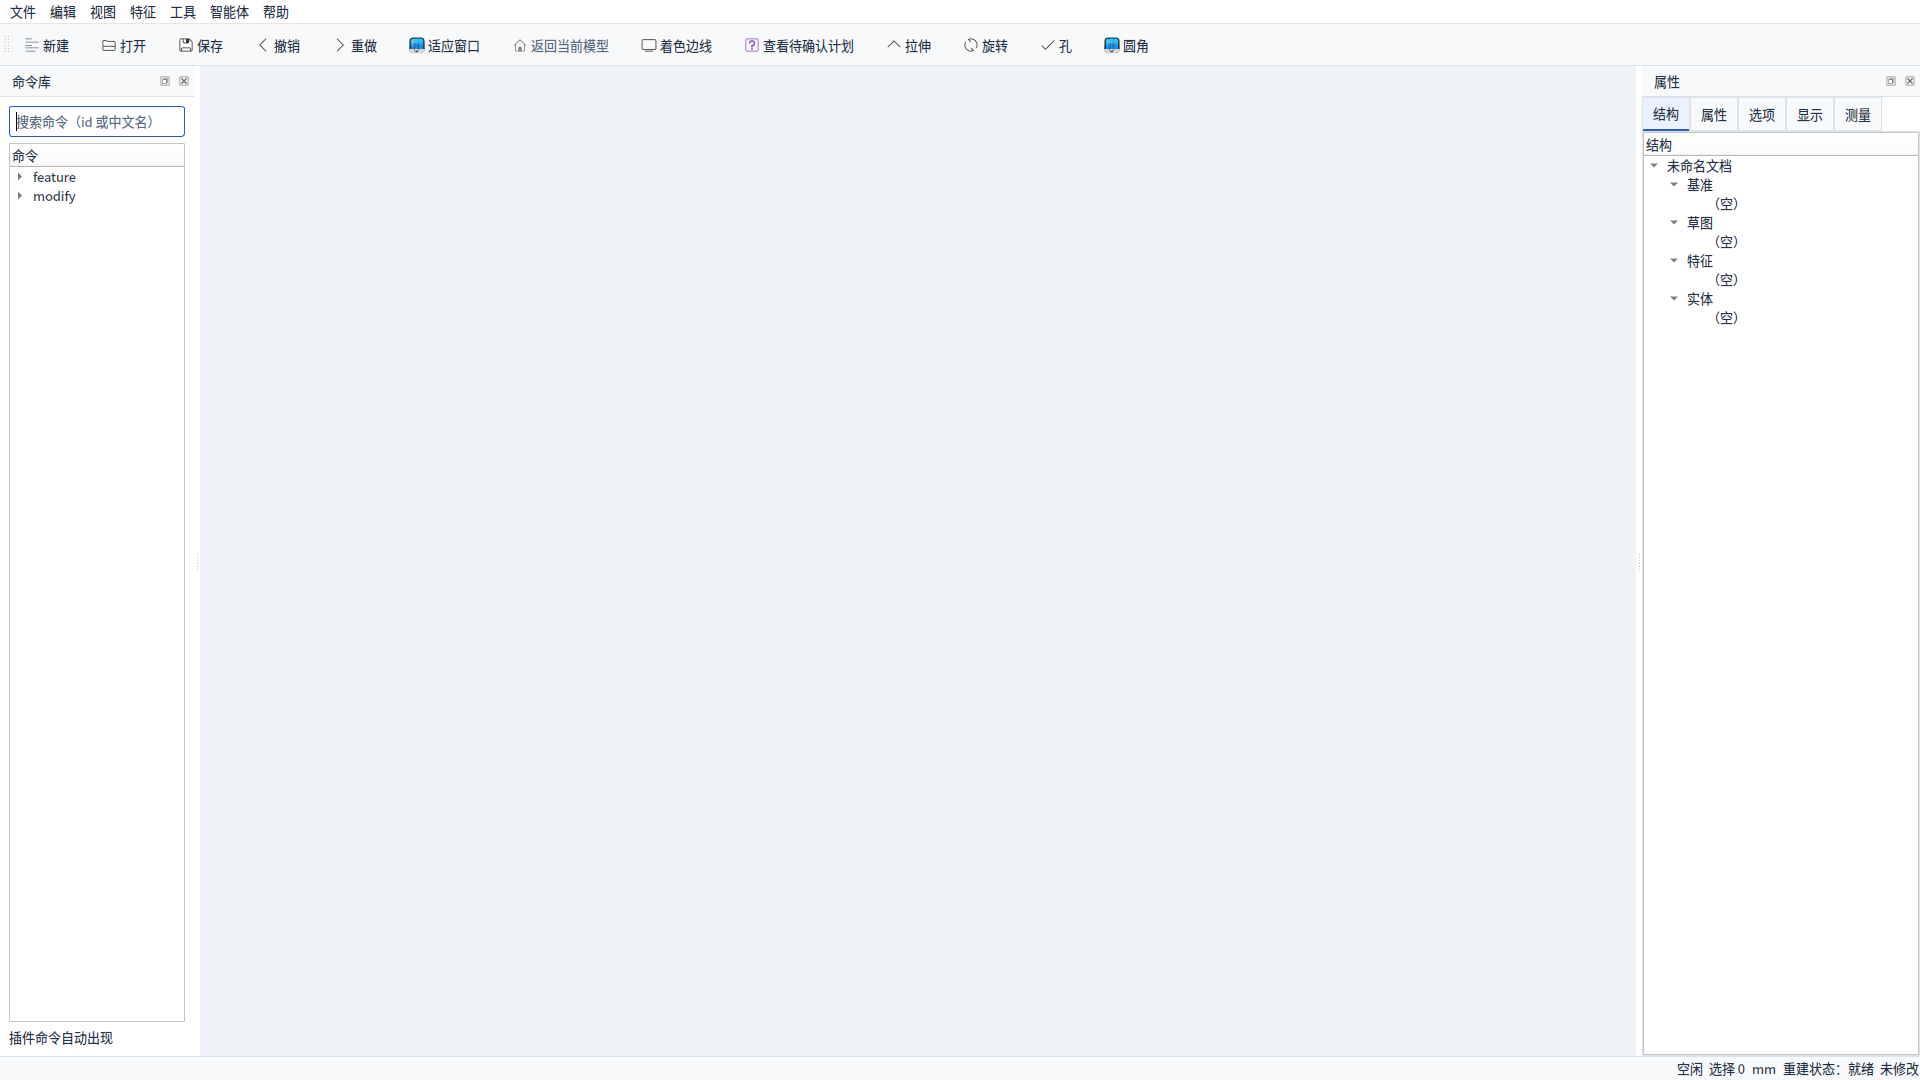 文件 编辑 视图 特征 工具 智能体 帮助
新建 打开 保存 撤销 重做 适应窗口 返回当前模型 着色边线 查看待确认计划 拉伸 旋转 孔 圆角
命令库
搜索命令（id 或中文名）
命令
feature
modify
插件命令自动出现
属性
结构 属性 选项 显示 测量
结构
未命名文档
基准
（空）
草图
（空）
特征
（空）
实体
（空）
空闲 选择 0 mm 重建状态：就绪 未修改